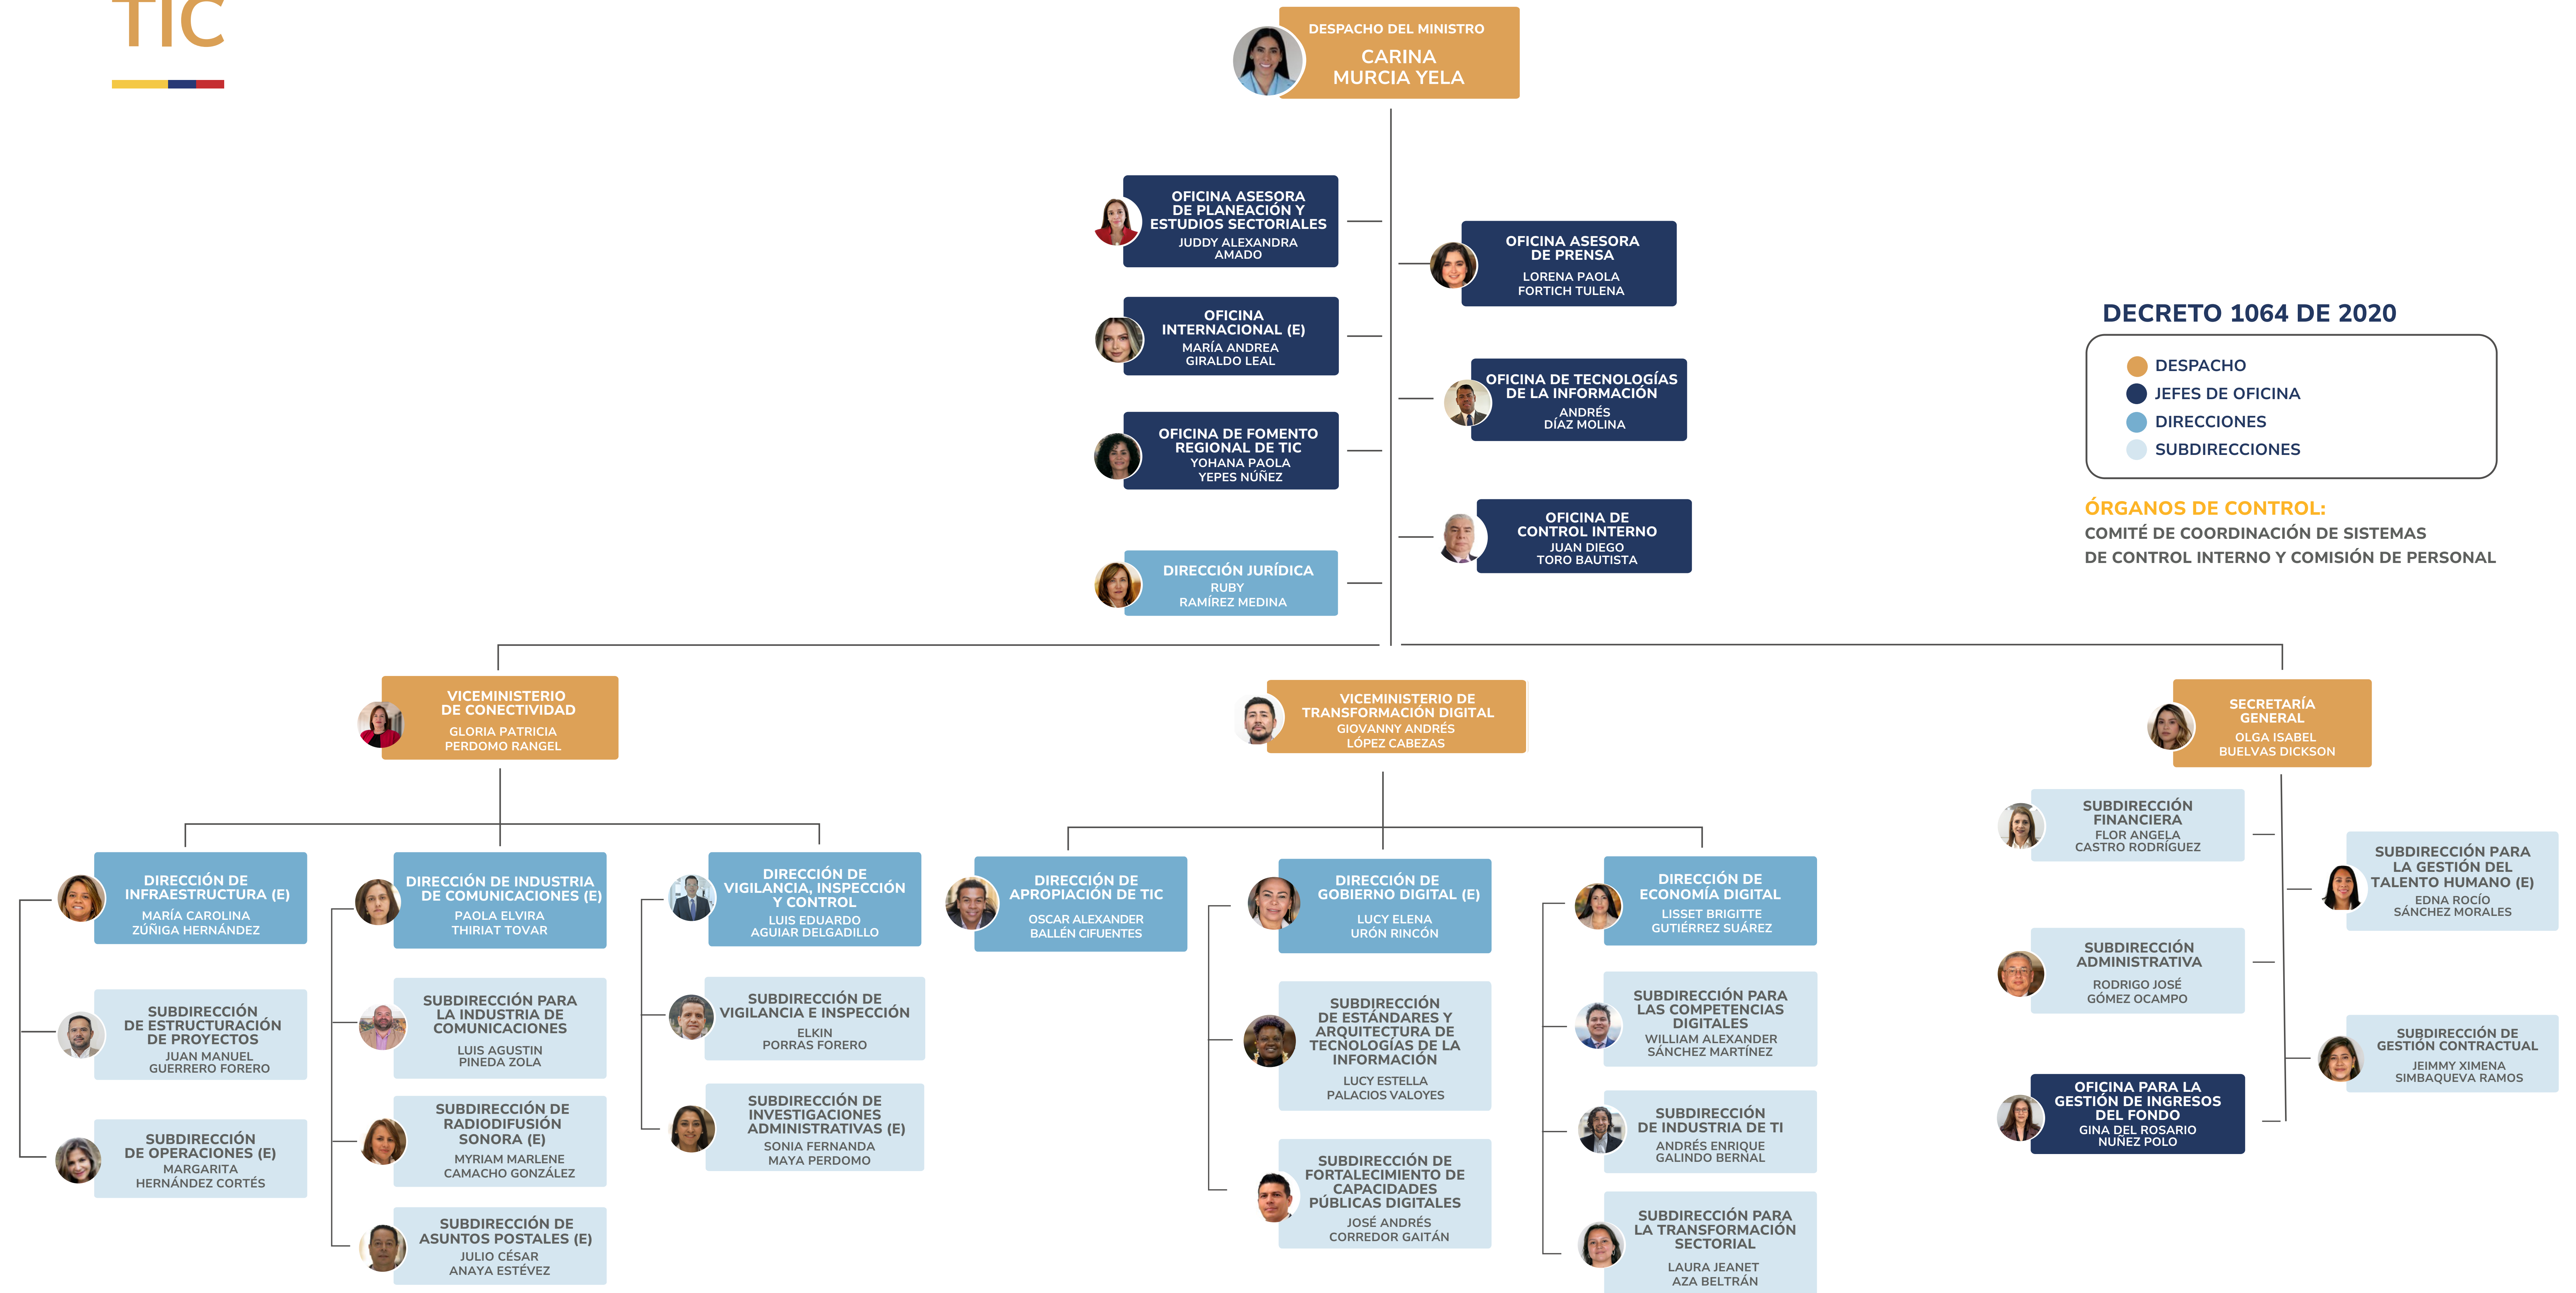 TIC
DESPACHO DEL MINISTRO
CARINA
MURCIA YELA
OFICINA ASESORA
DE PLANEACIÓN Y
ESTUDIOS SECTORIALES
JUDDY ALEXANDRA
AMADO
OFICINA ASESORA
DE PRENSA
LORENA PAOLA
FORTICH TULENA
OFICINA
INTERNACIONAL (E)
MARÍA ANDREA
GIRALDO LEAL
OFICINA DE TECNOLOGÍAS
DE LA INFORMACIÓN
ANDRÉS
DÍAZ MOLINA
OFICINA DE FOMENTO
REGIONAL DE TIC
YOHANA PAOLA
YEPES NÚÑEZ
OFICINA DE
CONTROL INTERNO
JUAN DIEGO
TORO BAUTISTA
DIRECCIÓN JURÍDICA
RUBY
RAMÍREZ MEDINA
DECRETO 1064 DE 2020
DESPACHO
JEFES DE OFICINA
DIRECCIONES
SUBDIRECCIONES
ÓRGANOS DE CONTROL:
COMITÉ DE COORDINACIÓN DE SISTEMAS
DE CONTROL INTERNO Y COMISIÓN DE PERSONAL
VICEMINISTERIO
DE CONECTIVIDAD
GLORIA PATRICIA
PERDOMO RANGEL
VICEMINISTERIO DE
TRANSFORMACIÓN DIGITAL
GIOVANNY ANDRÉS
LÓPEZ CABEZAS
SECRETARÍA
GENERAL
OLGA ISABEL
BUELVAS DICKSON
DIRECCIÓN DE
INFRAESTRUCTURA (E)
MARÍA CAROLINA
ZÚÑIGA HERNÁNDEZ
SUBDIRECCIÓN
DE ESTRUCTURACIÓN
DE PROYECTOS
JUAN MANUEL
GUERRERO FORERO
SUBDIRECCIÓN
DE OPERACIONES (E)
MARGARITA
HERNÁNDEZ CORTÉS
DIRECCIÓN DE INDUSTRIA
DE COMUNICACIONES (E)
PAOLA ELVIRA
THIRIAT TOVAR
SUBDIRECCIÓN PARA
LA INDUSTRIA DE
COMUNICACIONES
LUIS AGUSTIN
PINEDA ZOLA
SUBDIRECCIÓN DE
RADIODIFUSIÓN
SONORA (E)
MYRIAM MARLENE
CAMACHO GONZÁLEZ
SUBDIRECCIÓN DE
ASUNTOS POSTALES (E)
JULIO CÉSAR
ANAYA ESTÉVEZ
DIRECCIÓN DE
VIGILANCIA, INSPECCIÓN
Y CONTROL
LUIS EDUARDO
AGUIAR DELGADILLO
SUBDIRECCIÓN DE
VIGILANCIA E INSPECCIÓN
ELKIN
PORRAS FORERO
SUBDIRECCIÓN DE
INVESTIGACIONES
ADMINISTRATIVAS (E)
SONIA FERNANDA
MAYA PERDOMO
DIRECCIÓN DE
APROPIACIÓN DE TIC
OSCAR ALEXANDER
BALLÉN CIFUENTES
DIRECCIÓN DE
GOBIERNO DIGITAL (E)
LUCY ELENA
URÓN RINCÓN
SUBDIRECCIÓN
DE ESTÁNDARES Y
ARQUITECTURA DE
TECNOLOGÍAS DE LA
INFORMACIÓN
LUCY ESTELLA
PALACIOS VALOYES
SUBDIRECCIÓN DE
FORTALECIMIENTO DE
CAPACIDADES
PÚBLICAS DIGITALES
JOSÉ ANDRÉS
CORREDOR GAITÁN
DIRECCIÓN DE
ECONOMÍA DIGITAL
LISSET BRIGITTE
GUTIÉRREZ SUÁREZ
SUBDIRECCIÓN PARA
LAS COMPETENCIAS
DIGITALES
WILLIAM ALEXANDER
SÁNCHEZ MARTÍNEZ
SUBDIRECCIÓN
DE INDUSTRIA DE TI
ANDRÉS ENRIQUE
GALINDO BERNAL
SUBDIRECCIÓN PARA
LA TRANSFORMACIÓN
SECTORIAL
LAURA JEANET
AZA BELTRÁN
SUBDIRECCIÓN
FINANCIERA
FLOR ANGELA
CASTRO RODRÍGUEZ
SUBDIRECCIÓN PARA
LA GESTIÓN DEL
TALENTO HUMANO (E)
EDNA ROCÍO
SÁNCHEZ MORALES
SUBDIRECCIÓN
ADMINISTRATIVA
RODRIGO JOSÉ
GÓMEZ OCAMPO
SUBDIRECCIÓN DE
GESTIÓN CONTRACTUAL
JEIMMY XIMENA
SIMBAQUEVA RAMOS
OFICINA PARA LA
GESTIÓN DE INGRESOS
DEL FONDO
GINA DEL ROSARIO
NUÑEZ POLO